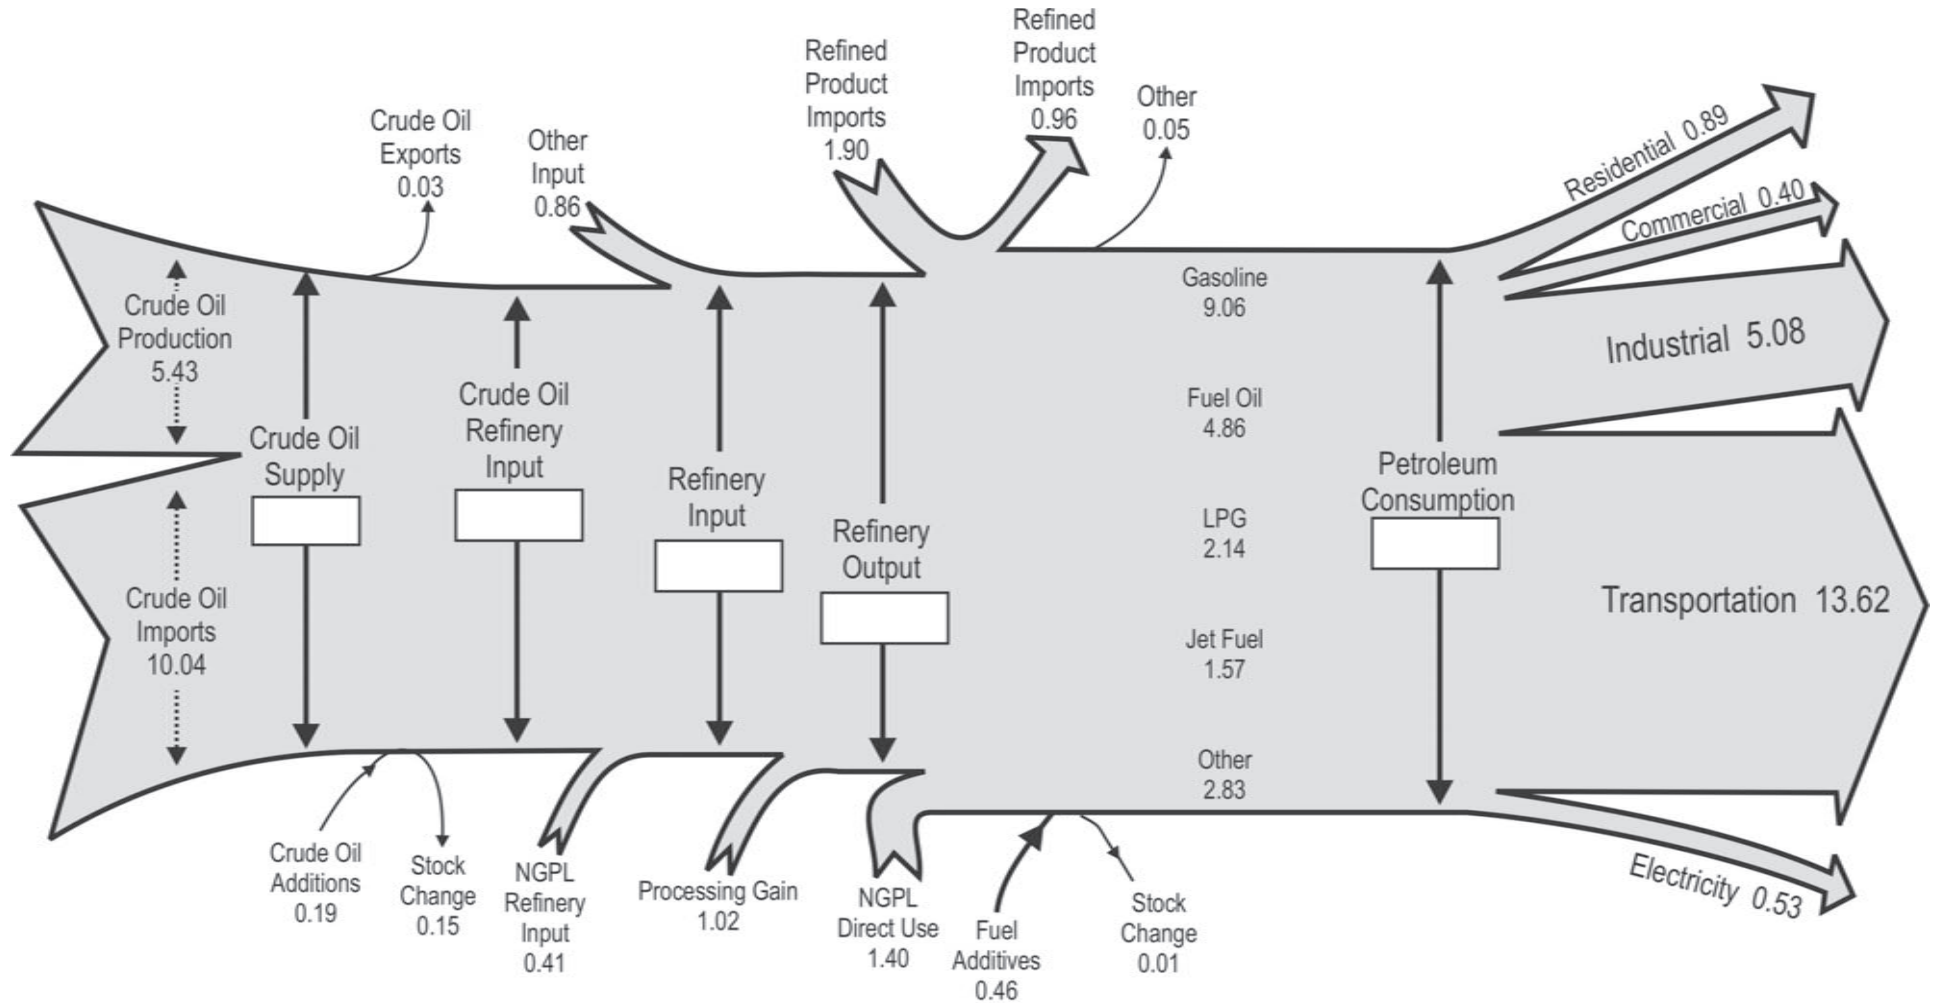 Refined
Product
Imports
1.90
Refined
Product
Imports
0.96
Other
0.05
Crude Oil
Exports
0.03
Other
Input
0.86
Residential 0.89
Commercial 0.40
Industrial 5.08
Transportation 13.62
Electricity 0.53
Crude Oil
Production
5.43
Crude Oil
Imports
10.04
Crude Oil
Supply
Crude Oil
Refinery
Input
Refinery
Input
Refinery
Output
Gasoline
9.06
Fuel Oil
4.86
LPG
2.14
Jet Fuel
1.57
Other
2.83
Petroleum
Consumption
Crude Oil
Additions
0.19
Stock
Change
0.15
NGPL
Refinery
Input
0.41
Processing Gain
1.02
NGPL
Direct Use
1.40
Fuel
Additives
0.46
Stock
Change
0.01